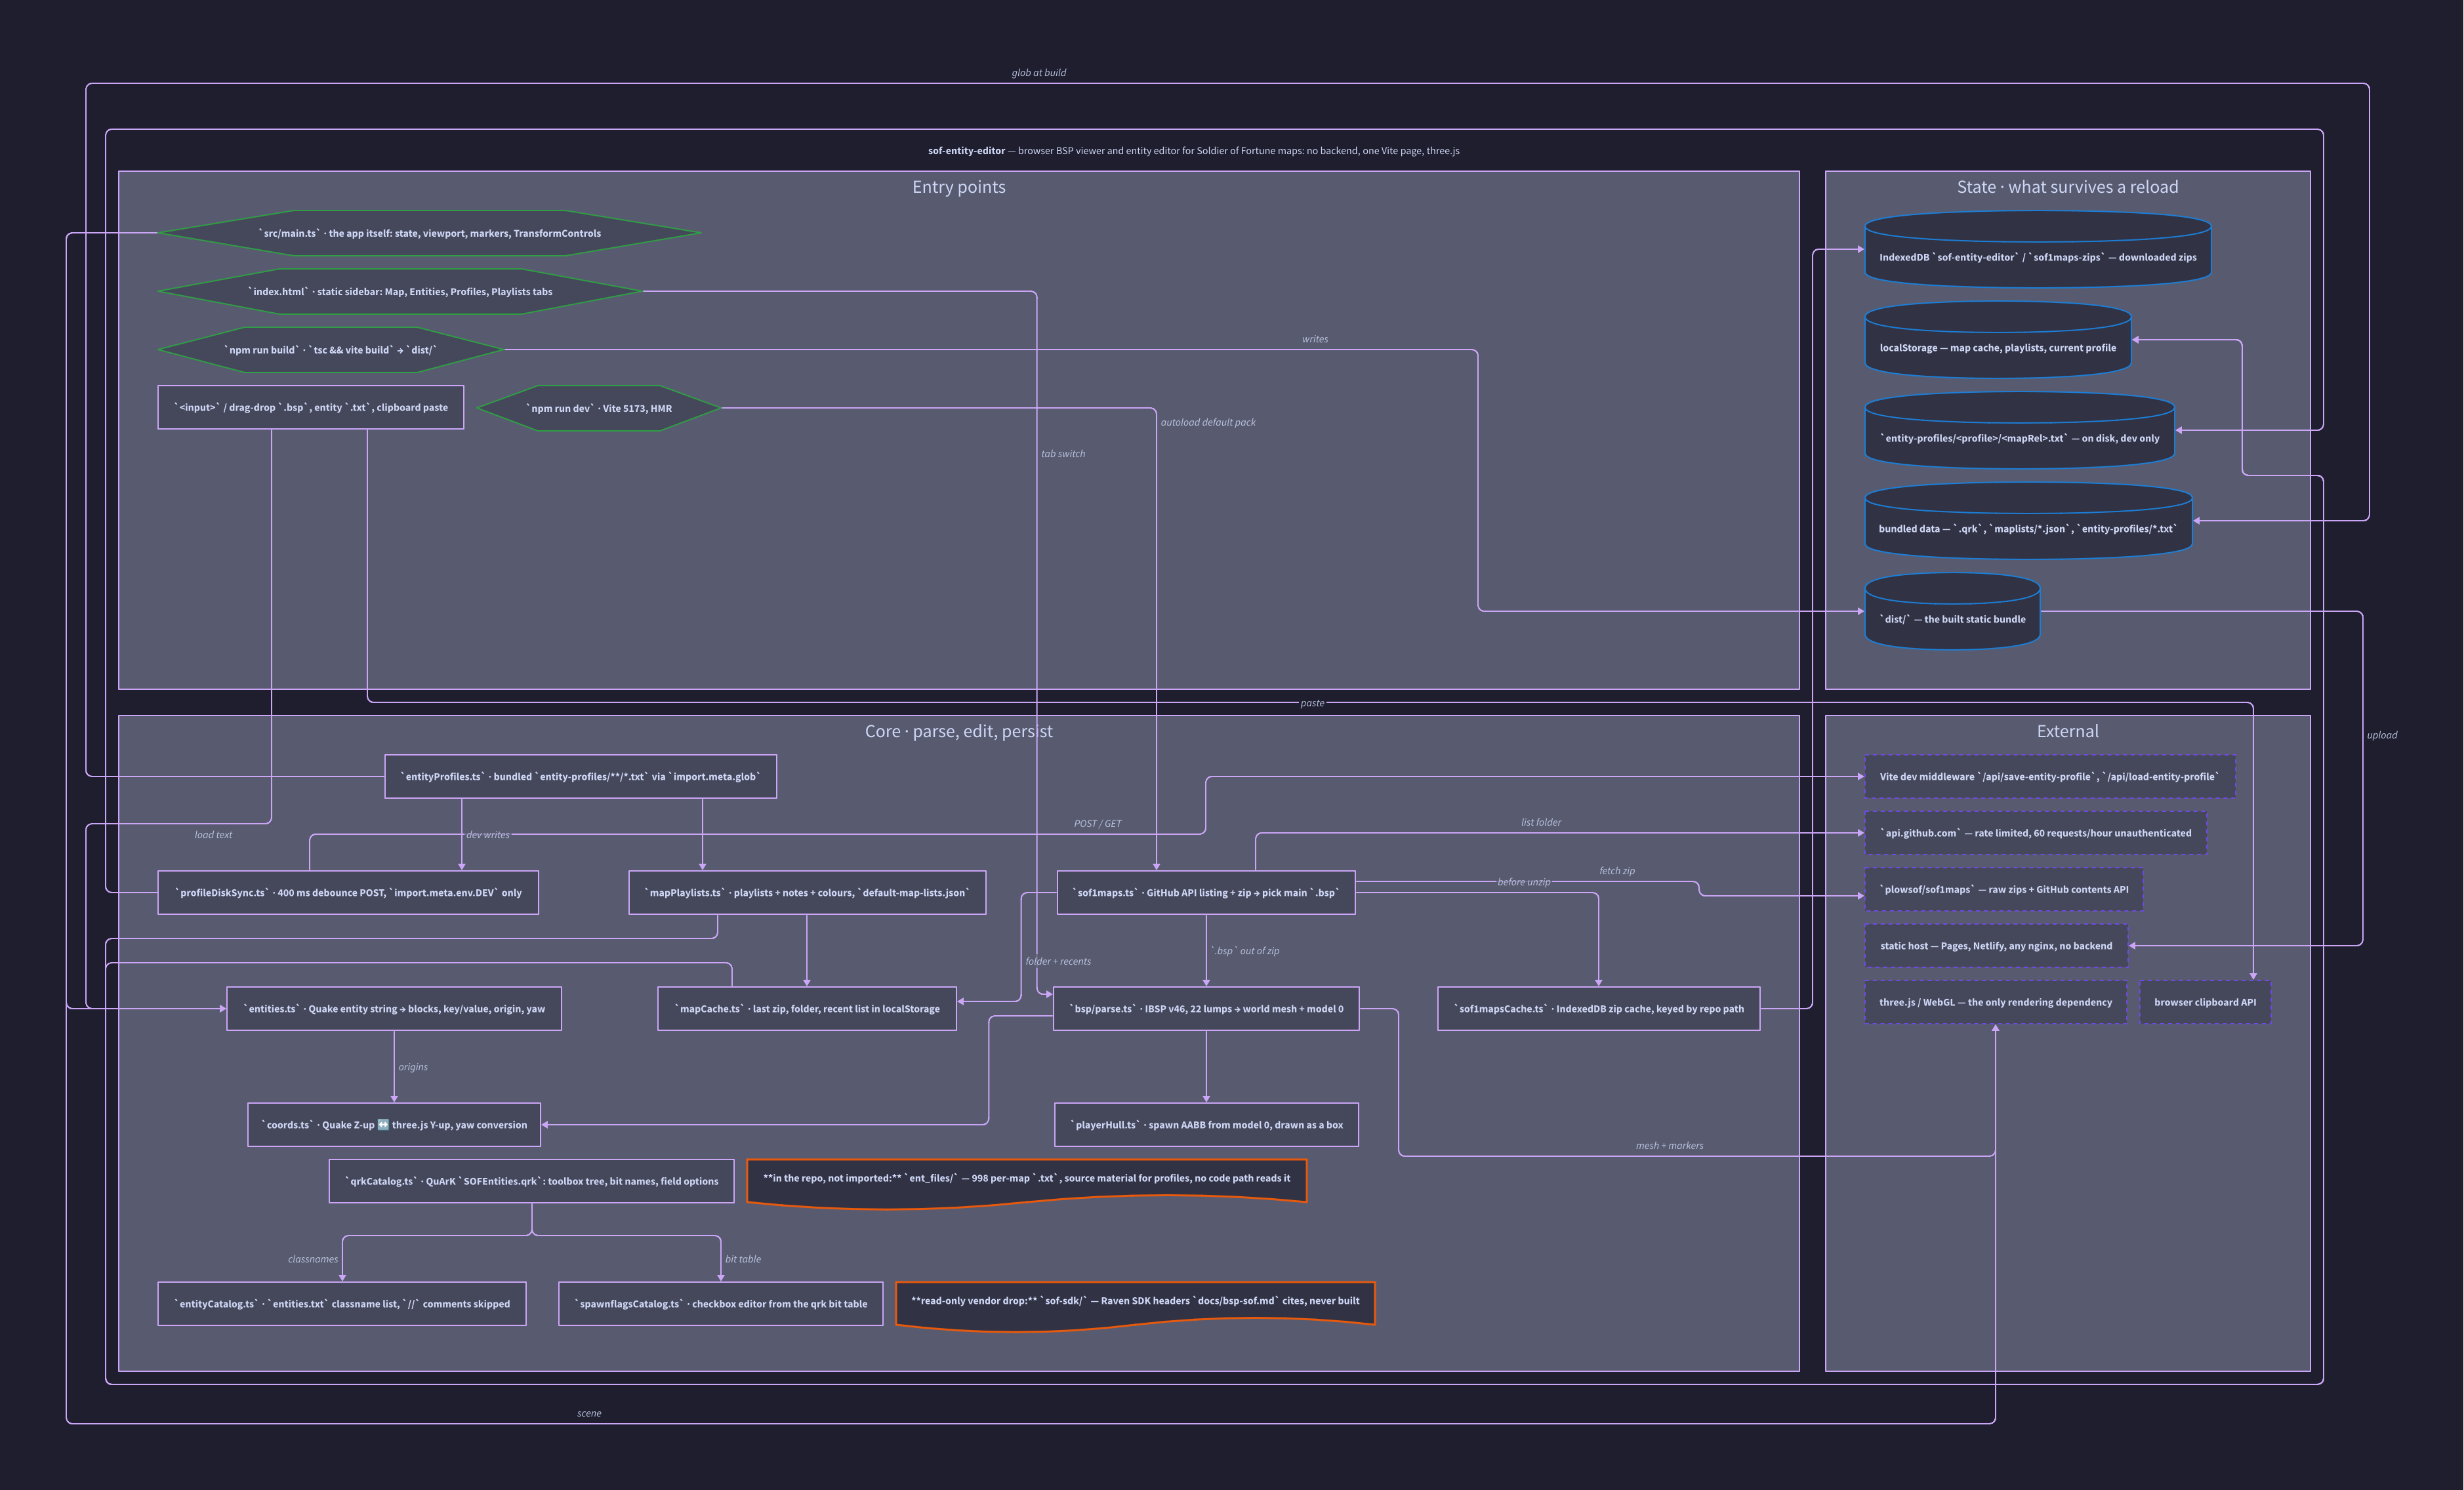 glob at build
sof-entity-editor — browser BSP viewer and entity editor for Soldier of Fortune maps: no backend, one Vite page, three.js
Entry points
`src/main.ts` · the app itself: state, viewport, markers, TransformControls
`index.html` · static sidebar: Map, Entities, Profiles, Playlists tabs
`npm run build` · `tsc && vite build` → `dist/`
writes
`<input>` / drag-drop `.bsp`, entity `.txt`, clipboard paste
`npm run dev` · Vite 5173, HMR
autoload default pack
tab switch
State · what survives a reload
IndexedDB `sof-entity-editor` / `sof1maps-zips` — downloaded zips
localStorage — map cache, playlists, current profile
`entity-profiles/<profile>/<mapRel>.txt` — on disk, dev only
bundled data — `.qrk`, `maplists/*.json`, `entity-profiles/*.txt`
`dist/` — the built static bundle
paste
upload
Core · parse, edit, persist
`entityProfiles.ts` · bundled `entity-profiles/**/*.txt` via `import.meta.glob`
load text
dev writes
POST / GET
list folder
`profileDiskSync.ts` · 400 ms debounce POST, `import.meta.env.DEV` only
`mapPlaylists.ts` · playlists + notes + colours, `default-map-lists.json`
`sof1maps.ts` · GitHub API listing + zip → pick main `.bsp`
before unzip
fetch zip
`.bsp` out of zip
folder + recents
`entities.ts` · Quake entity string → blocks, key/value, origin, yaw
`mapCache.ts` · last zip, folder, recent list in localStorage
`bsp/parse.ts` · IBSP v46, 22 lumps → world mesh + model 0
`sof1mapsCache.ts` · IndexedDB zip cache, keyed by repo path
origins
`coords.ts` · Quake Z-up ↔️ three.js Y-up, yaw conversion
`playerHull.ts` · spawn AABB from model 0, drawn as a box
mesh + markers
`qrkCatalog.ts` · QuArK `SOFEntities.qrk`: toolbox tree, bit names, field options
**in the repo, not imported:** `ent_files/` — 998 per-map `.txt`, source material for profiles, no code path reads it
classnames
bit table
`entityCatalog.ts` · `entities.txt` classname list, `//` comments skipped
`spawnflagsCatalog.ts` · checkbox editor from the qrk bit table
**read-only vendor drop:** `sof-sdk/` — Raven SDK headers `docs/bsp-sof.md` cites, never built
External
Vite dev middleware `/api/save-entity-profile`, `/api/load-entity-profile`
`api.github.com` — rate limited, 60 requests/hour unauthenticated
`plowsof/sof1maps` — raw zips + GitHub contents API
static host — Pages, Netlify, any nginx, no backend
three.js / WebGL — the only rendering dependency
browser clipboard API
scene